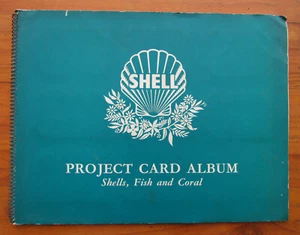 SHELL
PROJECT CARD ALBUM
Shells, Fish and Coral